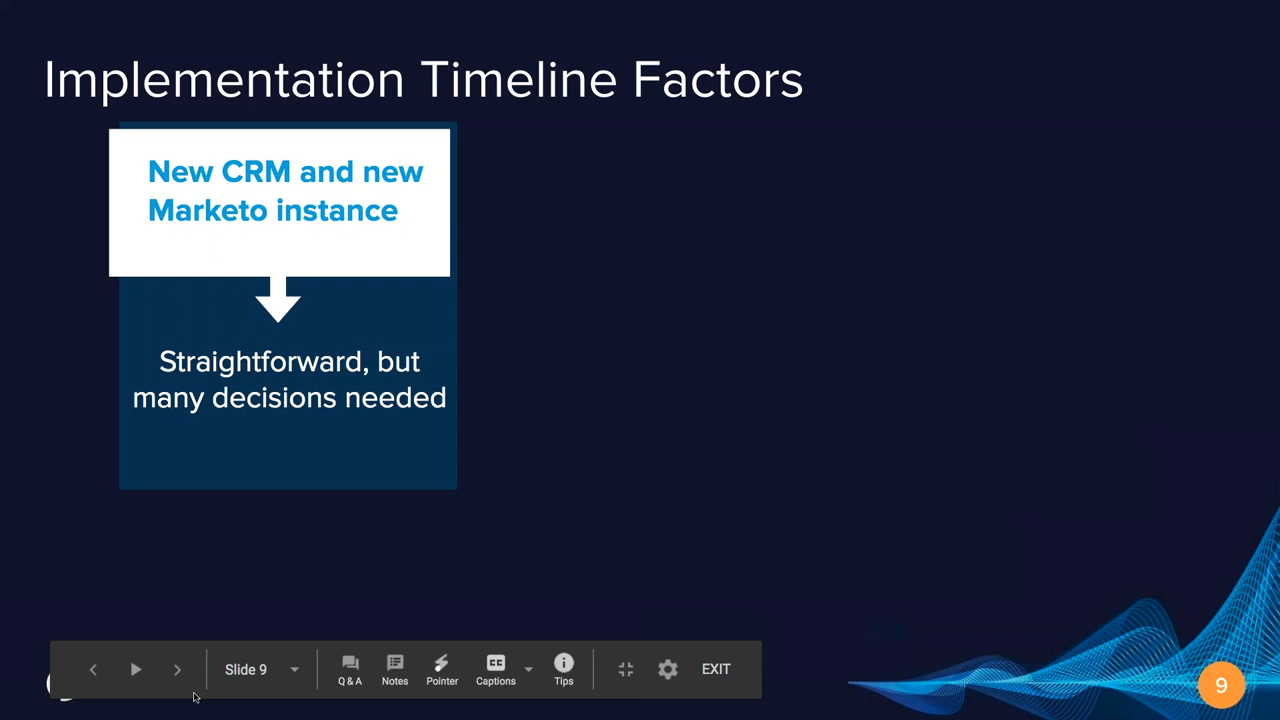 Implementation Timeline Factors
New CRM and new
Marketo instance
Straightforward, but
many decisions needed
Slide 9
Q & A
Notes
Pointer
CC
Captions
Tips
EXIT
9